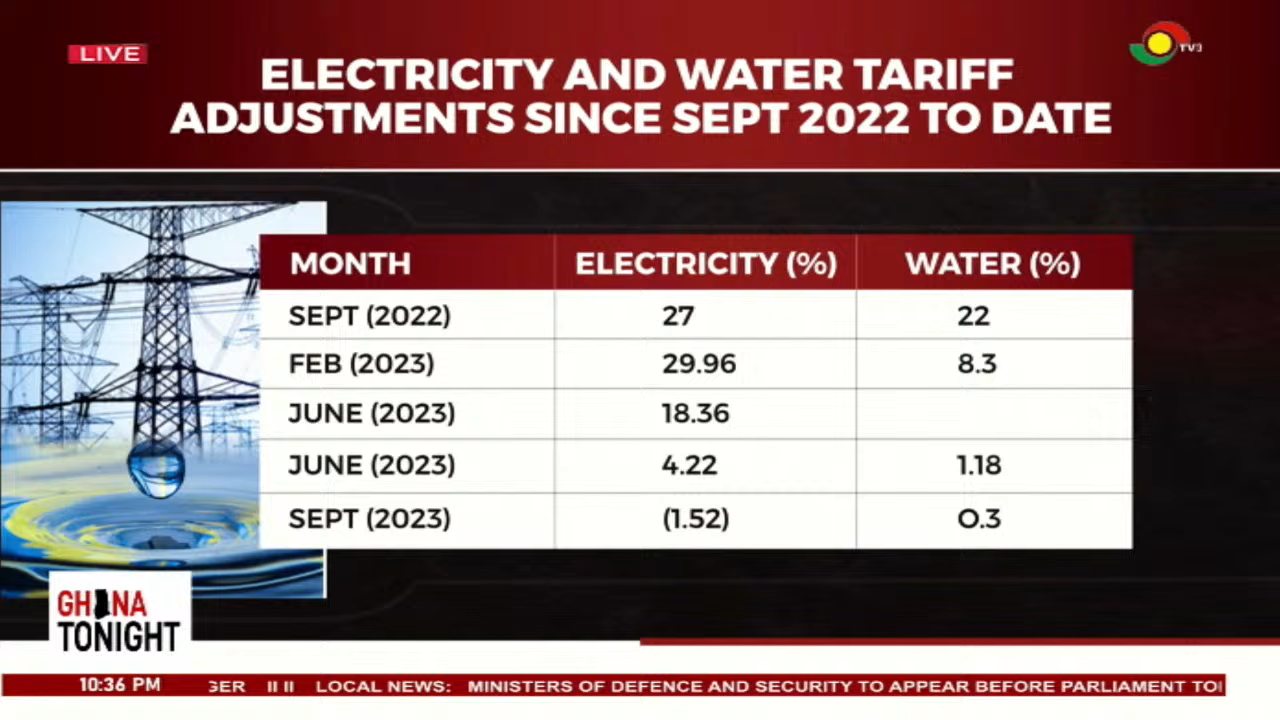 LIVE
TV3
ELECTRICITY AND WATER TARIFF
ADJUSTMENTS SINCE SEPT 2022 TO DATE
MONTH ELECTRICITY (%) WATER (%)
SEPT (2022) 27 22
FEB (2023) 29.96 8.3
JUNE (2023) 18.36
JUNE (2023) 4.22 1.18
SEPT (2023) (1.52) O.3
GHANA
TONIGHT
10:36 PM LOCAL NEWS: MINISTERS OF DEFENCE AND SECURITY TO APPEAR BEFORE PARLIAMENT